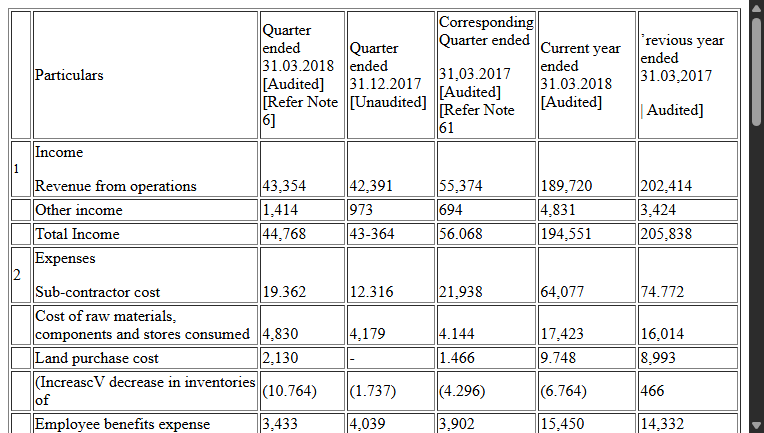 Particulars
Quarter
ended
31.03.2018
[Audited]
[Refer Note
6]
Quarter
ended
31.12.2017
[Unaudited]
Corresponding
Quarter ended
31,03.2017
[Audited]
[Refer Note
61
Current year
ended
31.03.2018
[Audited]
’revious year
ended
31.03,2017
| Audited]
1
Income
Revenue from operations 43,354 42,391 55,374 189,720 202,414
Other income 1,414 973 694 4,831 3,424
Total Income 44,768 43-364 56.068 194,551 205,838
2
Expenses
Sub-contractor cost 19.362 12.316 21,938 64,077 74.772
Cost of raw materials,
components and stores consumed 4,830 4,179 4.144 17,423 16,014
Land purchase cost 2,130 - 1.466 9.748 8,993
(IncreascV decrease in inventories
of (10.764) (1.737) (4.296) (6.764) 466
Employee benefits expense 3,433 4,039 3,902 15,450 14,332